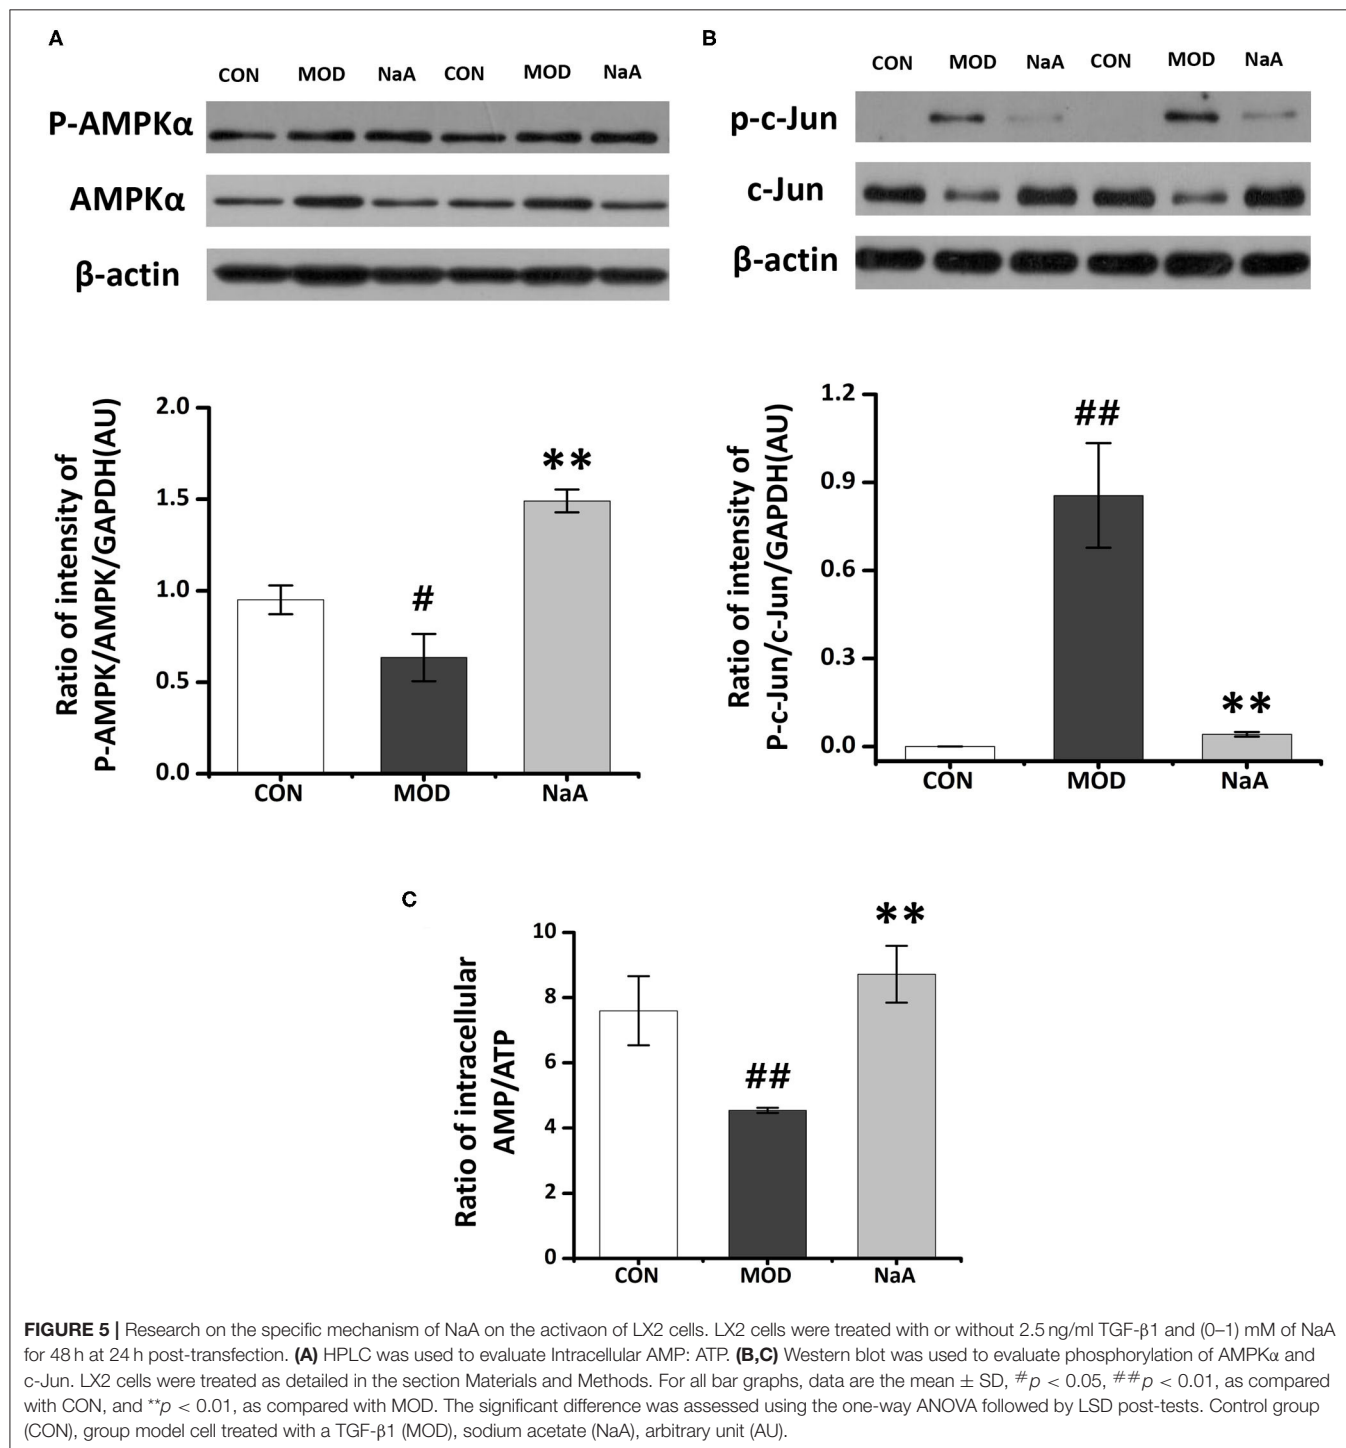 A
CON MOD NaA CON MOD NaA
P-AMPKα
AMPKα
β-actin
Ratio of intensity of
P-AMPK/AMPK/GAPDH(AU)
2.0
1.5
1.0
0.5
0.0
#
**
CON MOD NaA
B
CON MOD NaA CON MOD NaA
p-c-Jun
c-Jun
β-actin
Ratio of intensity of
P-c-Jun/c-Jun/GAPDH(AU)
1.2
0.9
0.6
0.3
0.0
##
**
CON MOD NaA
C
Ratio of intracellular
AMP/ATP
10
8
6
4
2
0
##
**
CON MOD NaA
FIGURE 5 | Research on the specific mechanism of NaA on the activaon of LX2 cells. LX2 cells were treated with or without 2.5 ng/ml TGF-β1 and (0–1) mM of NaA
for 48 h at 24 h post-transfection. (A) HPLC was used to evaluate Intracellular AMP: ATP. (B,C) Western blot was used to evaluate phosphorylation of AMPKα and
c-Jun. LX2 cells were treated as detailed in the section Materials and Methods. For all bar graphs, data are the mean ± SD, #p < 0.05, ##p < 0.01, as compared
with CON, and **p < 0.01, as compared with MOD. The significant difference was assessed using the one-way ANOVA followed by LSD post-tests. Control group
(CON), group model cell treated with a TGF-β1 (MOD), sodium acetate (NaA), arbitrary unit (AU).